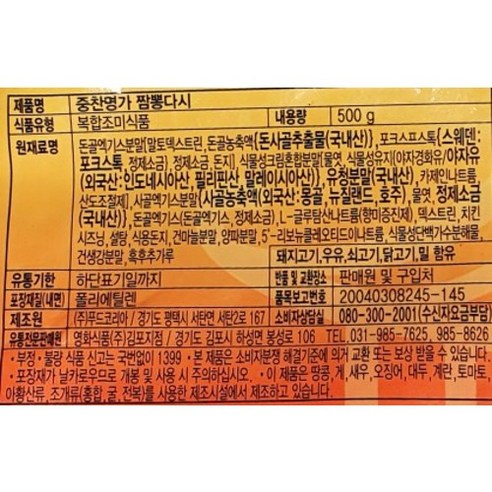 제품명 중찬명가 짬뽕다시
식품유형 복합조미식품 내용량 500 g
원재료명 돈골엑기스분말{말토덱스트린, 돈골농축액(돈사골추출물(국내산)}, 포크스프스톡{스웨덴:
포크스톡, 정제소금} 정제소금, 돈지}, 식물성크림혼합분말{물엿, 식물성유지(야자경화유/야자유
(외국산:인도네시아산, 필리핀산, 말레이시아산)}, 유청분말(국내산), 카제인나트륨,
산도조절제}, 사골엑기스분말{사골농축액(외국산: 몽골, 뉴질랜드, 호주), 물엿, 정제소금
(국내산)}, 돈골엑기스{돈골엑기스, 정제소금}, L-글루탐산나트륨(향미증진제), 덱스트린, 치킨
시즈닝, 설탕, 식용돈지, 건마늘분말, 양파분말, 5'-리보뉴클레오티드이나트륨, 식물성단백가수분해물,
건생강분말, 흑후추가루
돼지고기,우유,쇠고기,닭고기,밀 함유
유통기한 하단표기일까지 반품 및 교환장소 판매원 및 구입처
포장재질(내면) 폴리에틸렌 품목보고번호 20040308245-145
제조원 (주)푸드코리아 / 경기도 평택시 서탄면 서탄2로 167 소비자상담실 080-300-2001(수신자요금부담)
유통전문판매원 영화식품(주)김포지점 / 경기도 김포시 하성면 봉성로 106 TEL. 031-985-7625, 985-8626
•부정·불량 식품 신고는 국번없이 1399 •본 제품은 소비자분쟁 해결기준에 의거 교환 또는 보상 받을 수 있습니다.
•포장재가 날카로우므로 개봉 및 사용 시 주의하십시오. •이 제품은 땅콩, 게, 새우, 오징어, 대두, 계란, 토마토,
아황산류, 조개류(홍합, 굴, 전복)를 사용한 제조시설에서 제조하고 있습니다.